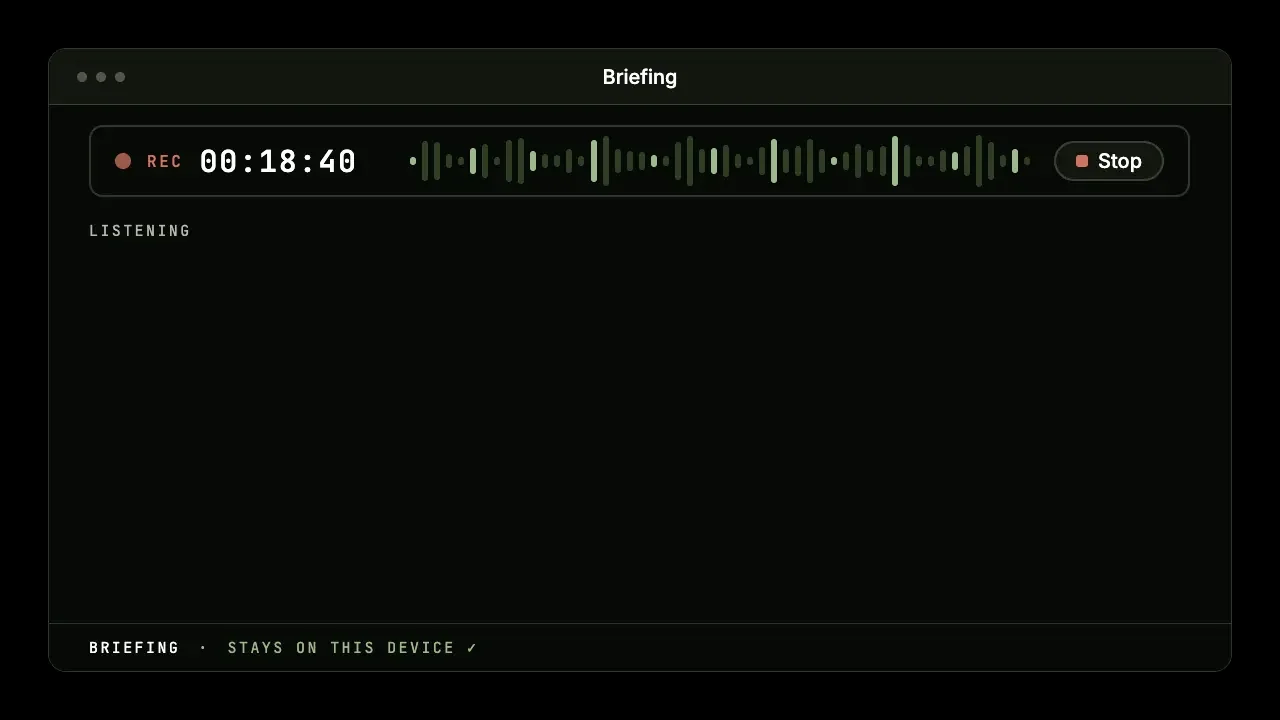 Briefing
REC 00:18:40 Stop
LISTENING
BRIEFING · STAYS ON THIS DEVICE ✓